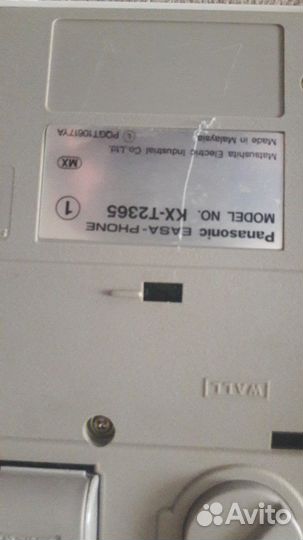 Panasonic EASA-PHONE
MODEL NO. KX-T2365 1
MX
Matsushita Electric Industrial Co.,Ltd.
Made in Malaysia L PQGT10617YA
WALL
Avito